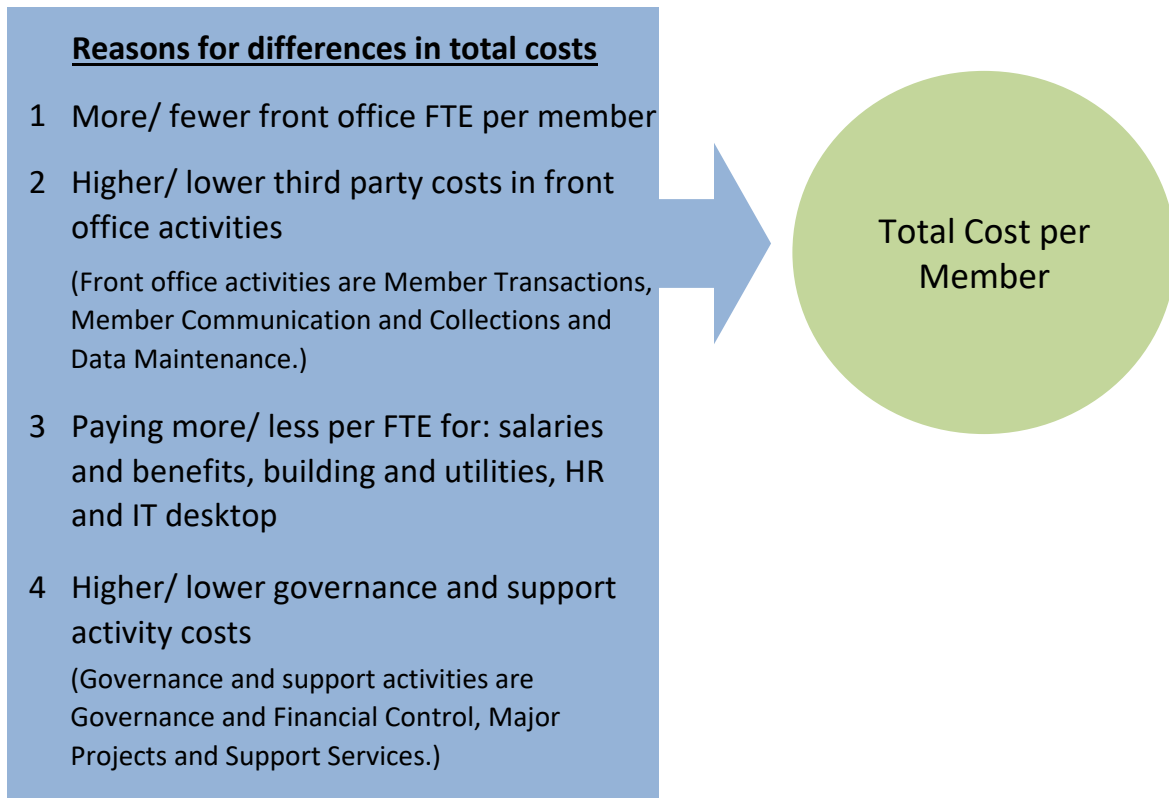 Reasons for differences in total costs
1 More/ fewer front office FTE per member
2 Higher/ lower third party costs in front
office activities
(Front office activities are Member Transactions,
Member Communication and Collections and
Data Maintenance.)
3 Paying more/ less per FTE for: salaries
and benefits, building and utilities, HR
and IT desktop
4 Higher/ lower governance and support
activity costs
(Governance and support activities are
Governance and Financial Control, Major
Projects and Support Services.)
Total Cost per
Member